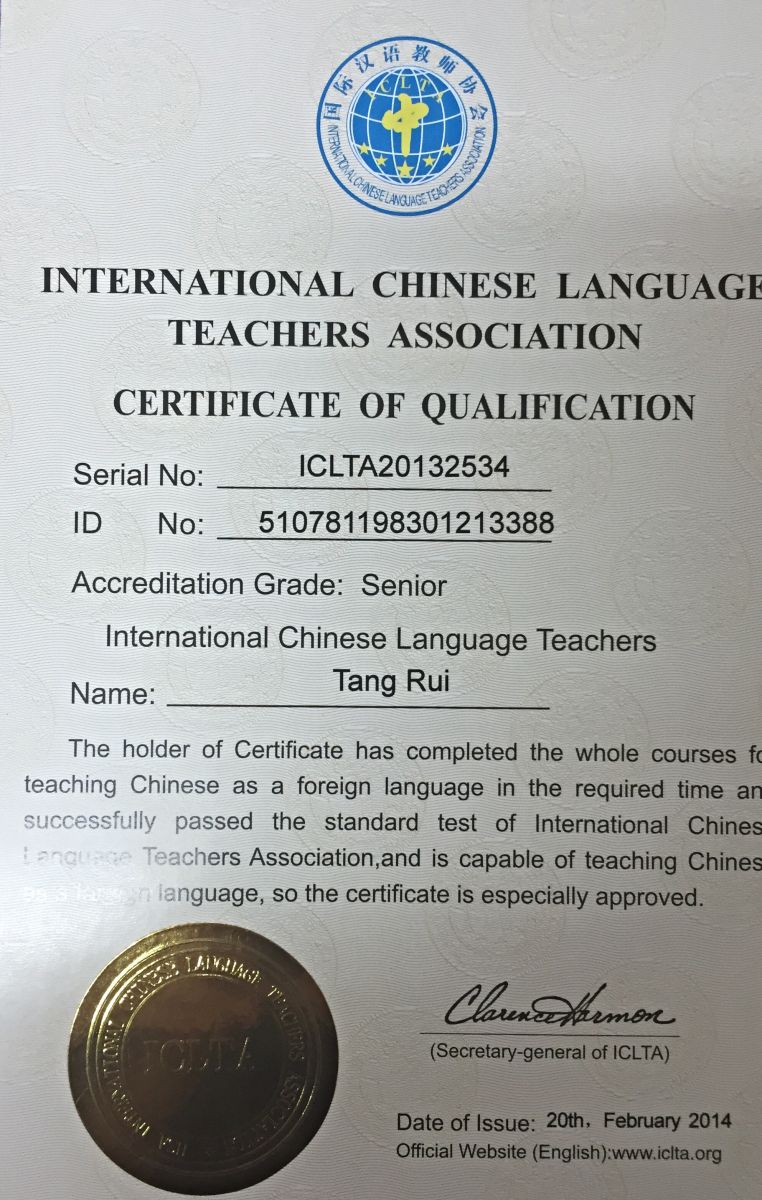 国际汉语教师协会
ICLTA
INTERNATIONAL CHINESE LANGUAGE TEACHERS ASSOCIATION
INTERNATIONAL CHINESE LANGUAGE
TEACHERS ASSOCIATION
CERTIFICATE OF QUALIFICATION
Serial No: ICLTA20132534
ID No: 510781198301213388
Accreditation Grade: Senior
International Chinese Language Teachers
Name: Tang Rui
The holder of Certificate has completed the whole courses fo
teaching Chinese as a foreign language in the required time an
successfully passed the standard test of International Chines
Language Teachers Association,and is capable of teaching Chines
as a foreign language, so the certificate is especially approved.
INTERNATIONAL CHINESE LANGUAGE TEACHERS ASSOCIATION
ICLTA
Clarence Harmon
(Secretary-general of ICLTA)
Date of Issue: 20th, February 2014
Official Website (English):www.iclta.org